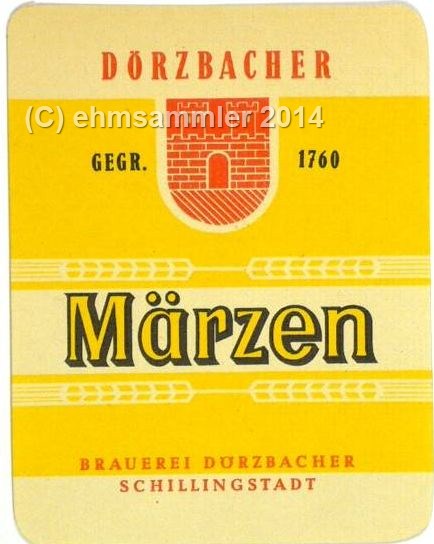 DÖRZBACHER
(C) ehmsammler 2014
GEGR. 1760
Märzen
BRAUEREI DÖRZBACHER
SCHILLINGSTADT